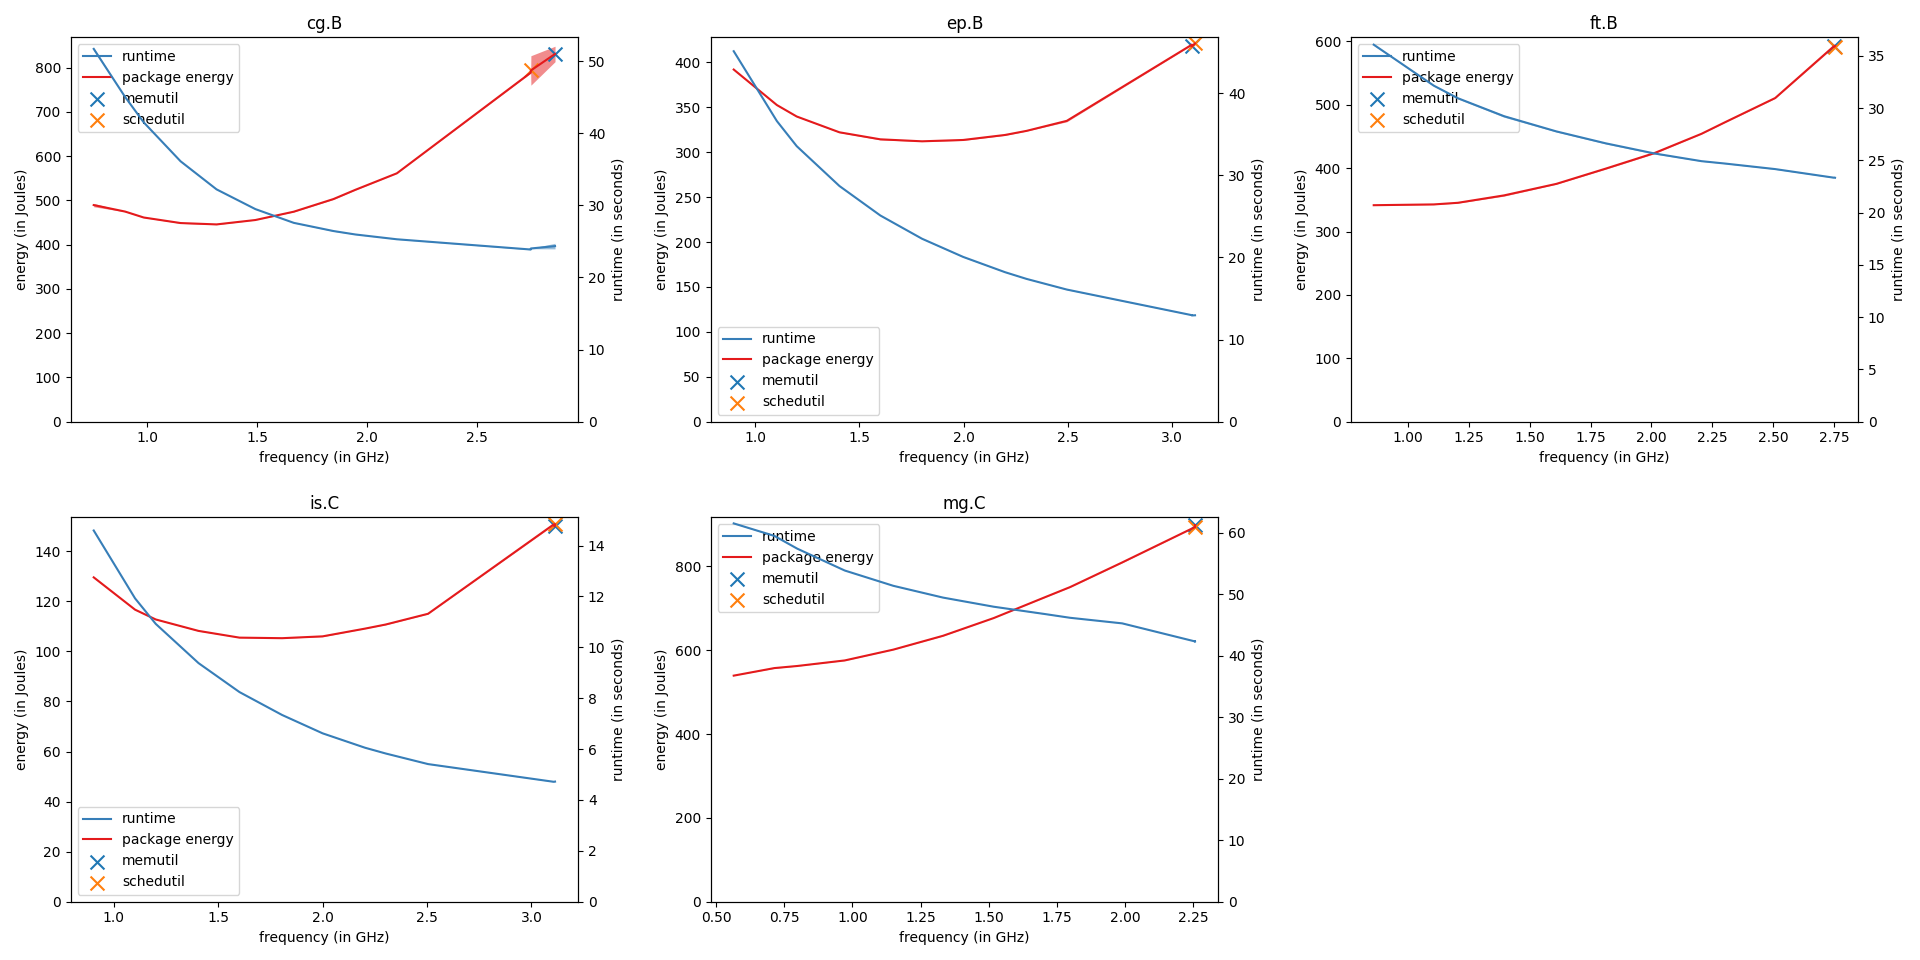 cg.B
runtime
package energy
memutil
schedutil
energy (in Joules)
0
100
200
300
400
500
600
700
800
runtime (in seconds)
0
10
20
30
40
50
1.0 1.5 2.0 2.5
frequency (in GHz)
ep.B
runtime
package energy
memutil
schedutil
energy (in Joules)
0
50
100
150
200
250
300
350
400
runtime (in seconds)
0
10
20
30
40
1.0 1.5 2.0 2.5 3.0
frequency (in GHz)
ft.B
runtime
package energy
memutil
schedutil
energy (in Joules)
0
100
200
300
400
500
600
runtime (in seconds)
0
5
10
15
20
25
30
35
1.00 1.25 1.50 1.75 2.00 2.25 2.50 2.75
frequency (in GHz)
is.C
runtime
package energy
memutil
schedutil
energy (in Joules)
0
20
40
60
80
100
120
140
runtime (in seconds)
0
2
4
6
8
10
12
14
1.0 1.5 2.0 2.5 3.0
frequency (in GHz)
mg.C
runtime
package energy
memutil
schedutil
energy (in Joules)
0
200
400
600
800
runtime (in seconds)
0
10
20
30
40
50
60
0.50 0.75 1.00 1.25 1.50 1.75 2.00 2.25
frequency (in GHz)